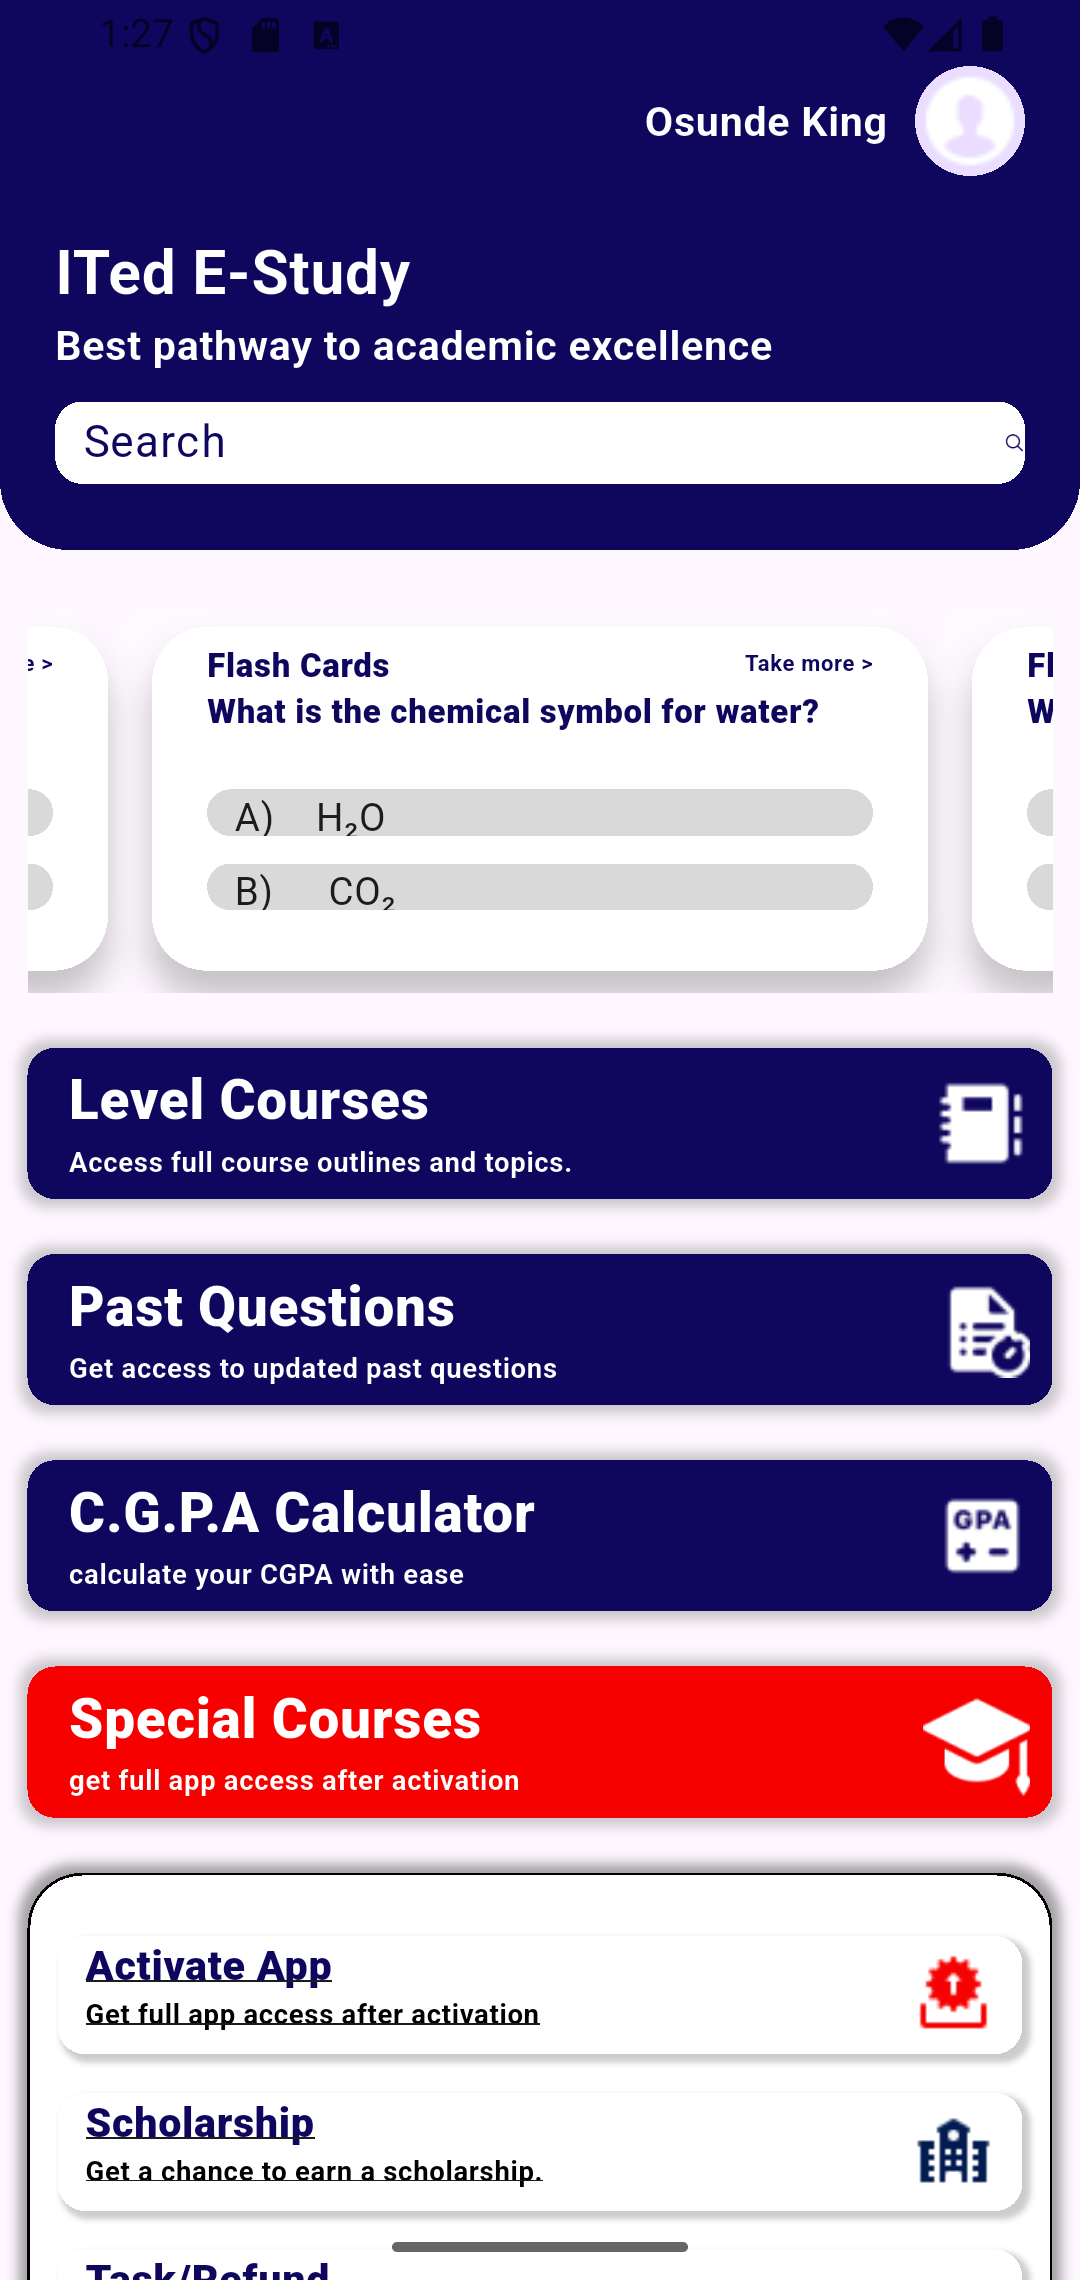 1:27
Osunde King
ITed E-Study
Best pathway to academic excellence
Search
e >
Flash Cards
Take more >
What is the chemical symbol for water?
A) H₂O
B) CO₂
Level Courses
Access full course outlines and topics.
Past Questions
Get access to updated past questions
C.G.P.A Calculator
calculate your CGPA with ease
GPA
Special Courses
get full app access after activation
Activate App
Get full app access after activation
Scholarship
Get a chance to earn a scholarship.
Task/Refund